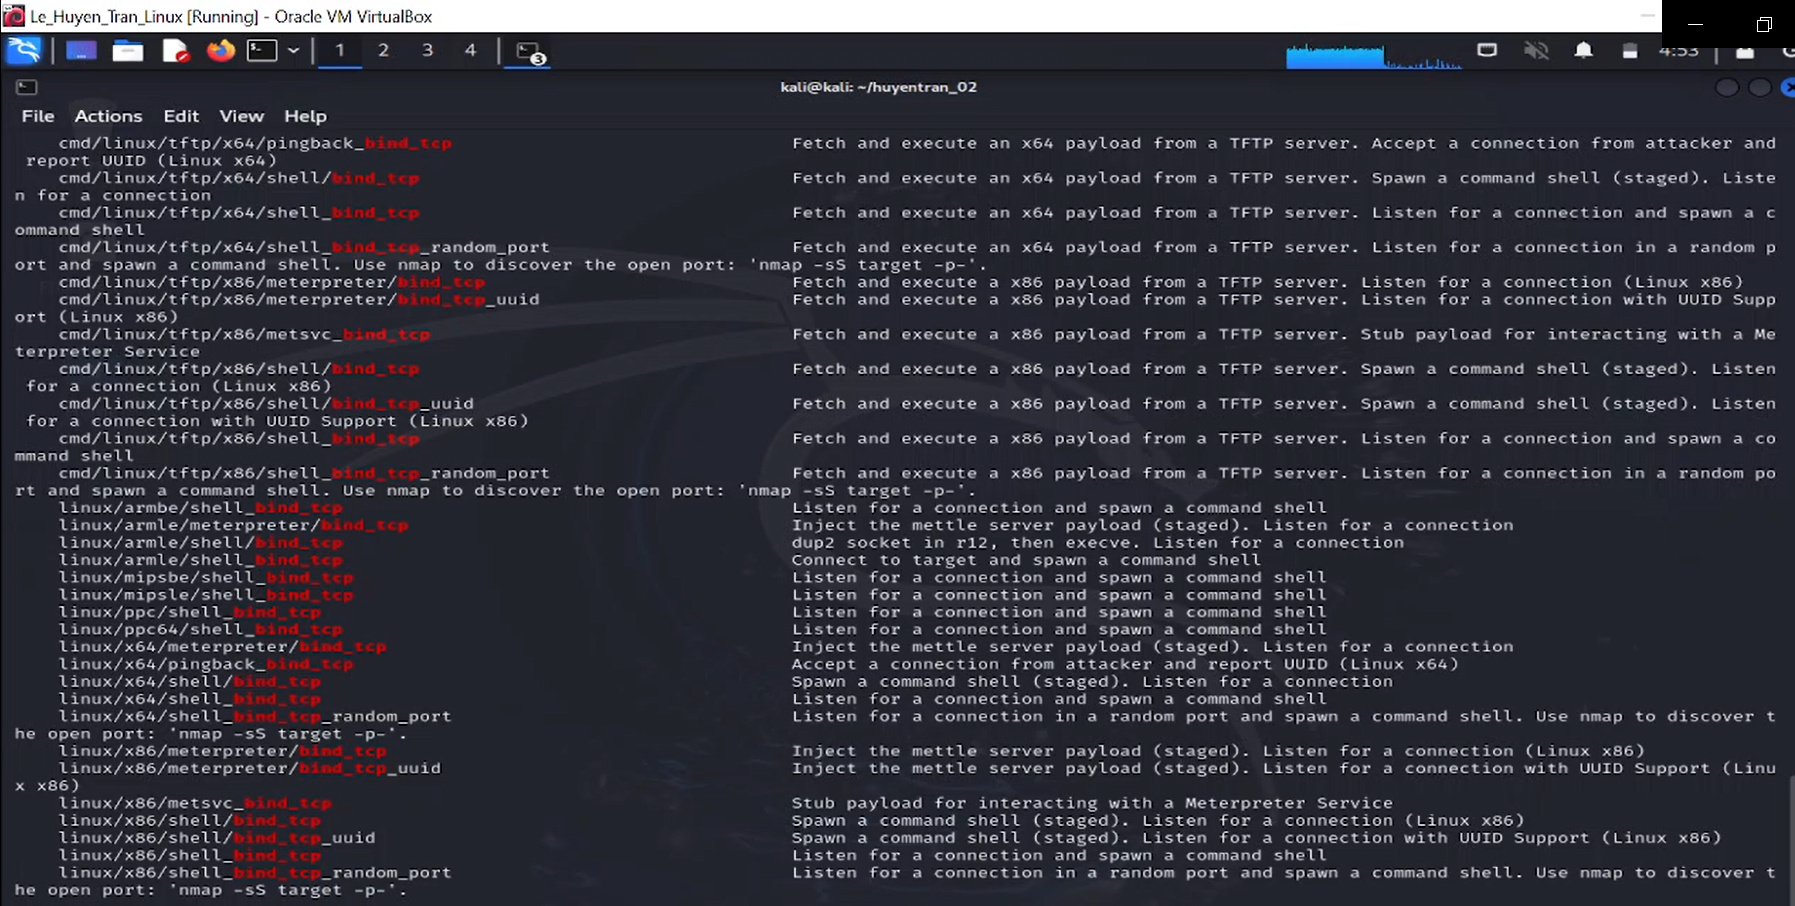 Le_Huyen_Tran_Linux [Running] - Oracle VM VirtualBox
1 2 3 4 3 4:53
kali@kali: ~/huyentran_02
File Actions Edit View Help
cmd/linux/tftp/x64/pingback_bind_tcp Fetch and execute an x64 payload from a TFTP server. Accept a connection from attacker and
report UUID (Linux x64)
cmd/linux/tftp/x64/shell/bind_tcp Fetch and execute an x64 payload from a TFTP server. Spawn a command shell (staged). Liste
n for a connection
cmd/linux/tftp/x64/shell_bind_tcp Fetch and execute an x64 payload from a TFTP server. Listen for a connection and spawn a c
ommand shell
cmd/linux/tftp/x64/shell_bind_tcp_random_port Fetch and execute an x64 payload from a TFTP server. Listen for a connection in a random p
ort and spawn a command shell. Use nmap to discover the open port: 'nmap -sS target -p-'.
cmd/linux/tftp/x86/meterpreter/bind_tcp Fetch and execute a x86 payload from a TFTP server. Listen for a connection (Linux x86)
cmd/linux/tftp/x86/meterpreter/bind_tcp_uuid Fetch and execute a x86 payload from a TFTP server. Listen for a connection with UUID Supp
ort (Linux x86)
cmd/linux/tftp/x86/metsvc_bind_tcp Fetch and execute a x86 payload from a TFTP server. Stub payload for interacting with a Me
terpreter Service
cmd/linux/tftp/x86/shell/bind_tcp Fetch and execute a x86 payload from a TFTP server. Spawn a command shell (staged). Listen
for a connection (Linux x86)
cmd/linux/tftp/x86/shell/bind_tcp_uuid Fetch and execute a x86 payload from a TFTP server. Spawn a command shell (staged). Listen
for a connection with UUID Support (Linux x86)
cmd/linux/tftp/x86/shell_bind_tcp Fetch and execute a x86 payload from a TFTP server. Listen for a connection and spawn a co
mmand shell
cmd/linux/tftp/x86/shell_bind_tcp_random_port Fetch and execute a x86 payload from a TFTP server. Listen for a connection in a random po
rt and spawn a command shell. Use nmap to discover the open port: 'nmap -sS target -p-'.
linux/armbe/shell_bind_tcp Listen for a connection and spawn a command shell
linux/armle/meterpreter/bind_tcp Inject the mettle server payload (staged). Listen for a connection
linux/armle/shell/bind_tcp dup2 socket in r12, then execve. Listen for a connection
linux/armle/shell_bind_tcp Connect to target and spawn a command shell
linux/mipsbe/shell_bind_tcp Listen for a connection and spawn a command shell
linux/mipsle/shell_bind_tcp Listen for a connection and spawn a command shell
linux/ppc/shell_bind_tcp Listen for a connection and spawn a command shell
linux/ppc64/shell_bind_tcp Listen for a connection and spawn a command shell
linux/x64/meterpreter/bind_tcp Inject the mettle server payload (staged). Listen for a connection
linux/x64/pingback_bind_tcp Accept a connection from attacker and report UUID (Linux x64)
linux/x64/shell/bind_tcp Spawn a command shell (staged). Listen for a connection
linux/x64/shell_bind_tcp Listen for a connection and spawn a command shell
linux/x64/shell_bind_tcp_random_port Listen for a connection in a random port and spawn a command shell. Use nmap to discover t
he open port: 'nmap -sS target -p-'.
linux/x86/meterpreter/bind_tcp Inject the mettle server payload (staged). Listen for a connection (Linux x86)
linux/x86/meterpreter/bind_tcp_uuid Inject the mettle server payload (staged). Listen for a connection with UUID Support (Linu
x x86)
linux/x86/metsvc_bind_tcp Stub payload for interacting with a Meterpreter Service
linux/x86/shell/bind_tcp Spawn a command shell (staged). Listen for a connection (Linux x86)
linux/x86/shell/bind_tcp_uuid Spawn a command shell (staged). Listen for a connection with UUID Support (Linux x86)
linux/x86/shell_bind_tcp Listen for a connection and spawn a command shell
linux/x86/shell_bind_tcp_random_port Listen for a connection in a random port and spawn a command shell. Use nmap to discover t
he open port: 'nmap -sS target -p-'.